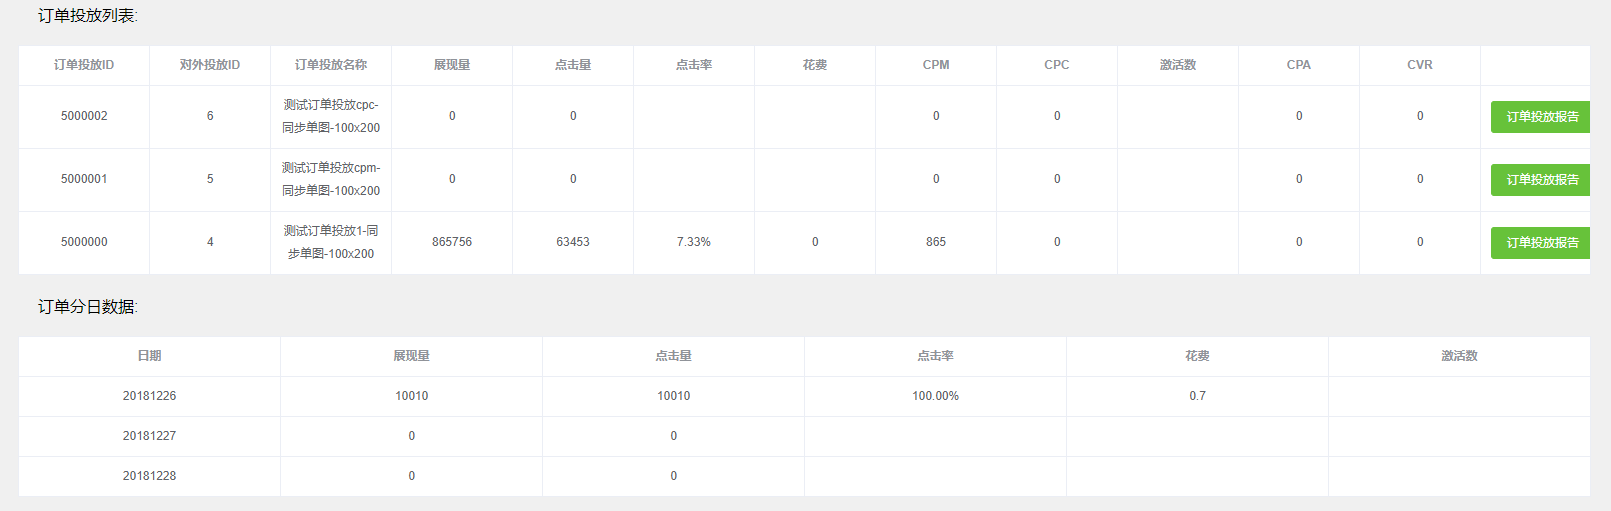 订单投放列表:
订单投放ID 对外投放ID 订单投放名称 展现量 点击量 点击率 花费 CPM CPC 激活数 CPA CVR
5000002 6 测试订单投放cpc-同步单图-100x200 0 0 0 0 0 0 订单投放报告
5000001 5 测试订单投放cpm-同步单图-100x200 0 0 0 0 0 0 订单投放报告
5000000 4 测试订单投放1-同步单图-100x200 865756 63453 7.33% 0 865 0 0 0 订单投放报告
订单分日数据:
日期 展现量 点击量 点击率 花费 激活数
20181226 10010 10010 100.00% 0.7
20181227 0 0
20181228 0 0